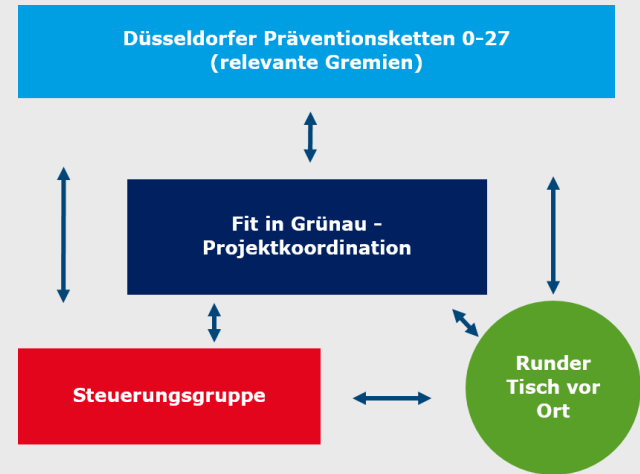 Düsseldorfer Präventionsketten 0–27
(relevante Gremien)
Fit in Grünau –
Projektkoordination
Steuerungsgruppe
Runder
Tisch vor
Ort